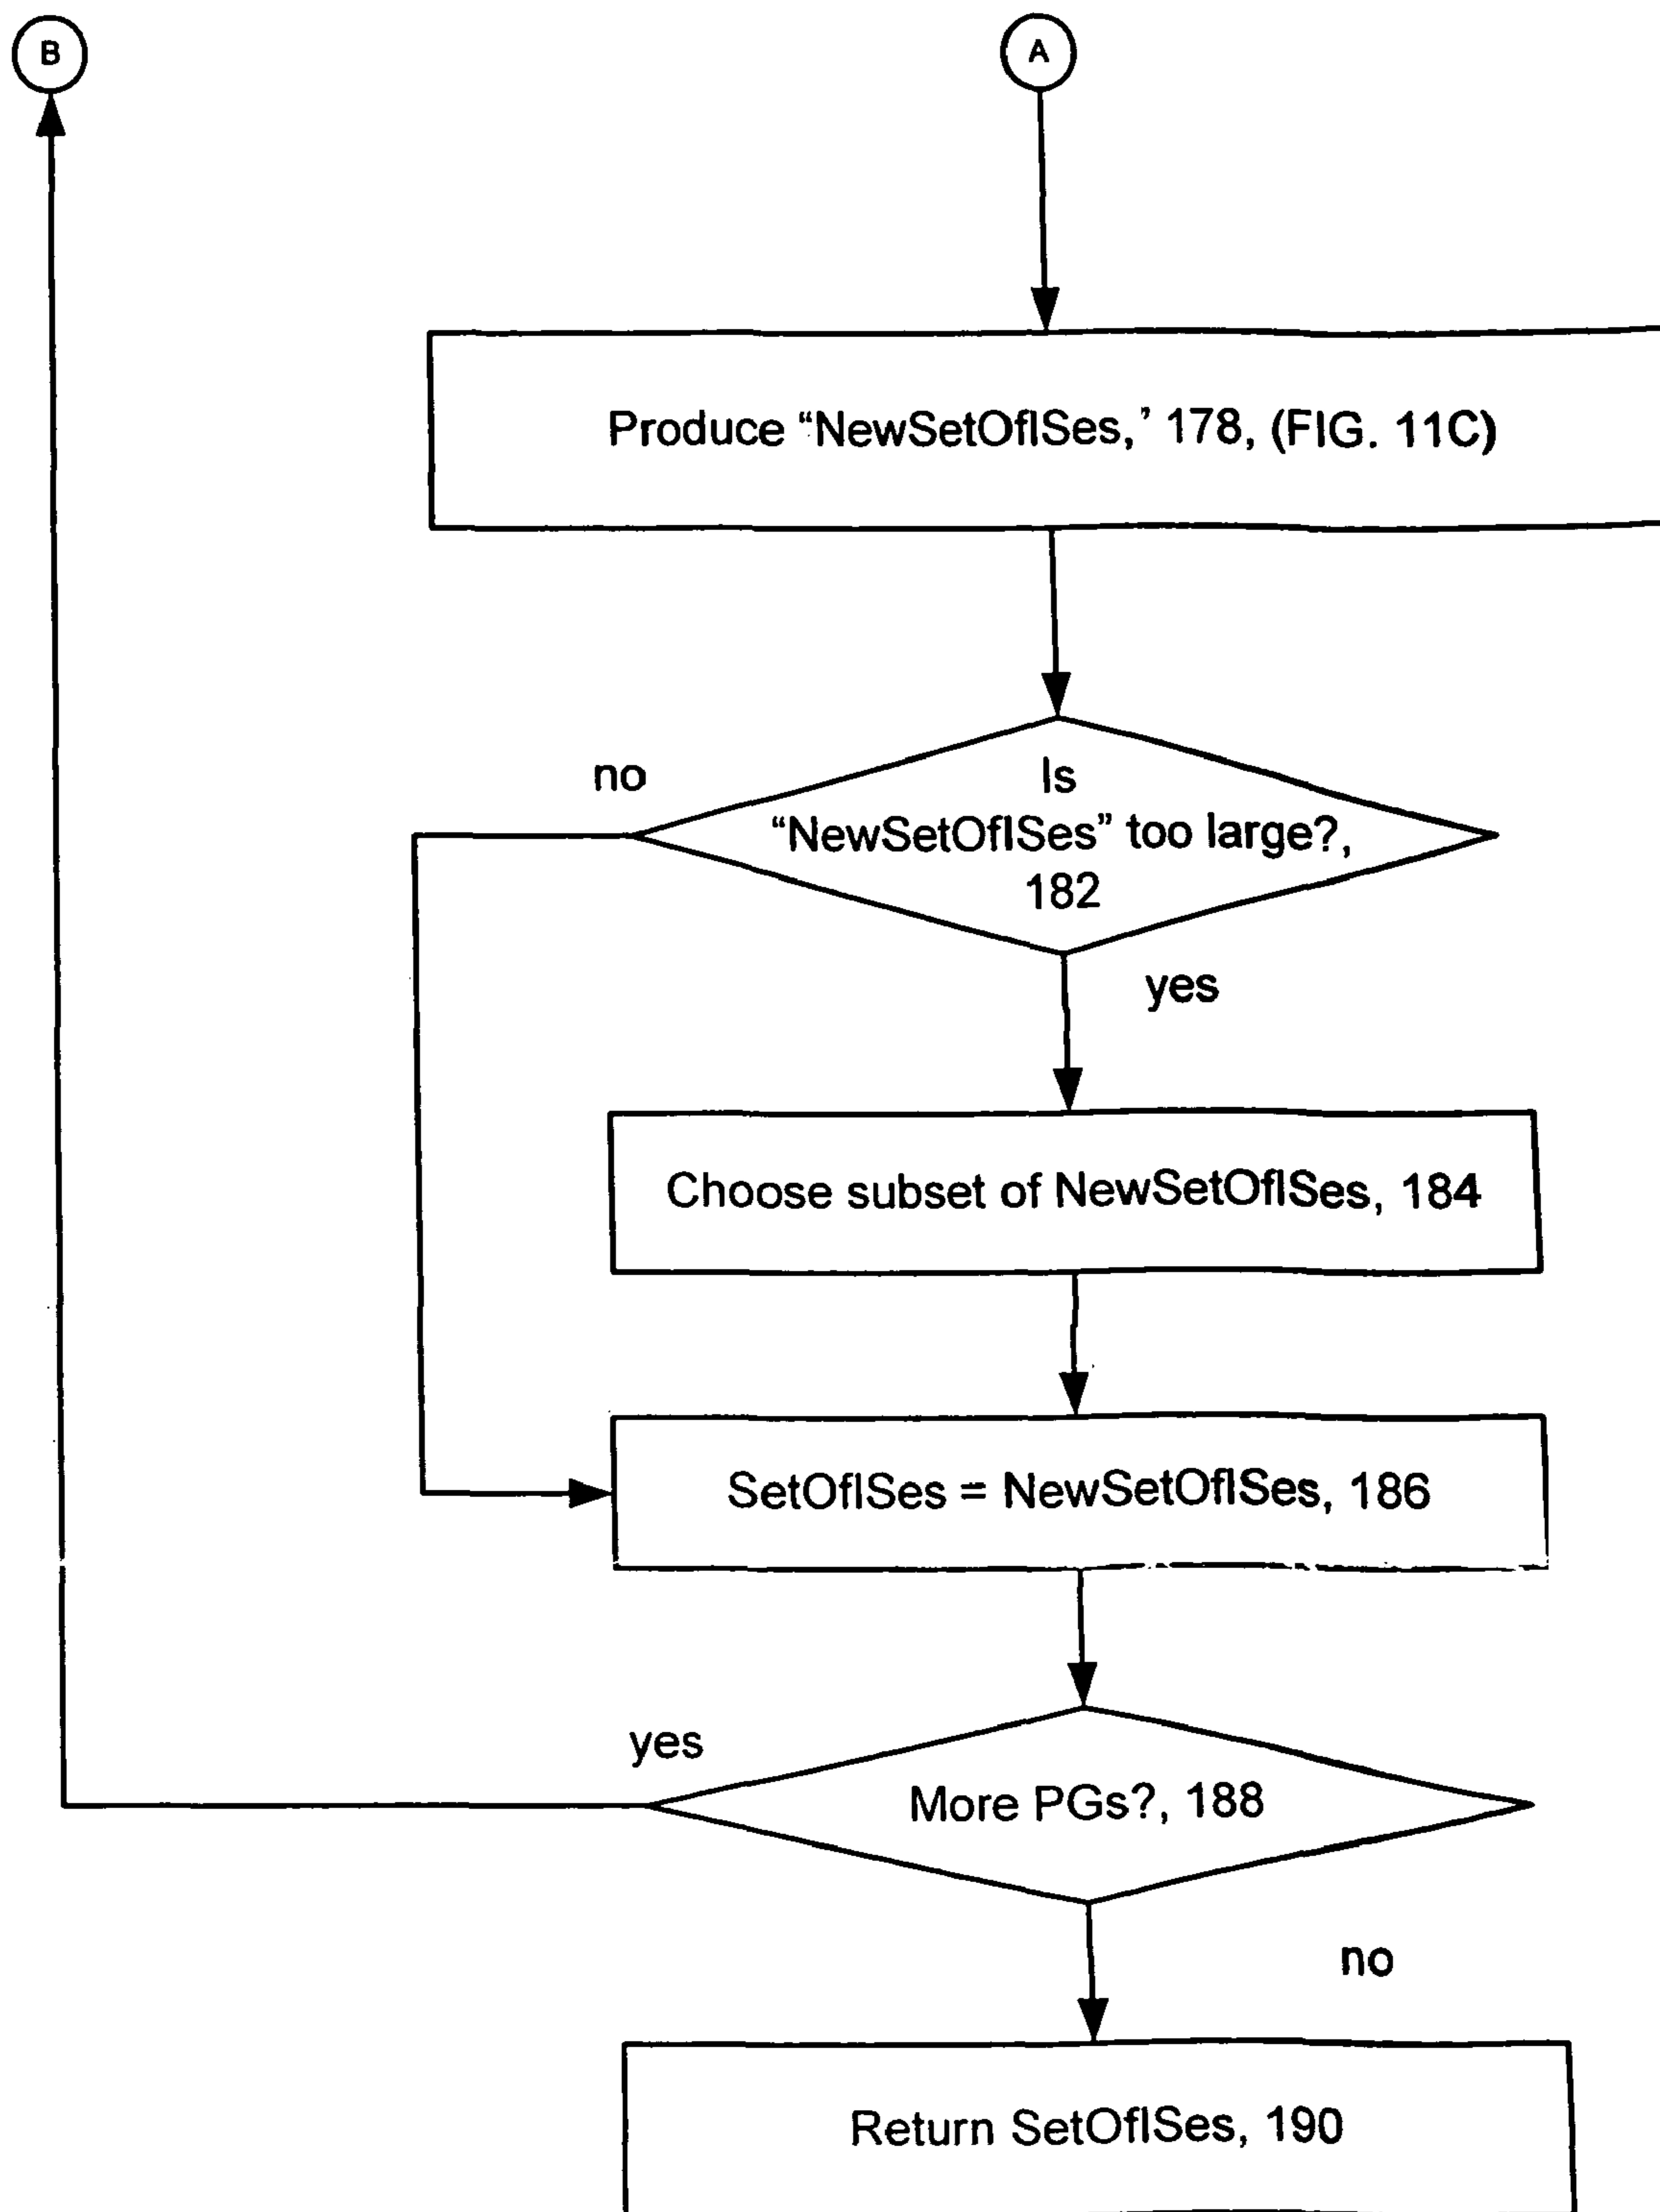 B
A
Produce “NewSetOfISes,” 178, (FIG. 11C)
no
Is
“NewSetOfISes” too large?,
182
yes
Choose subset of NewSetOfISes, 184
SetOfISes = NewSetOfISes, 186
yes
More PGs?, 188
no
Return SetOfISes, 190